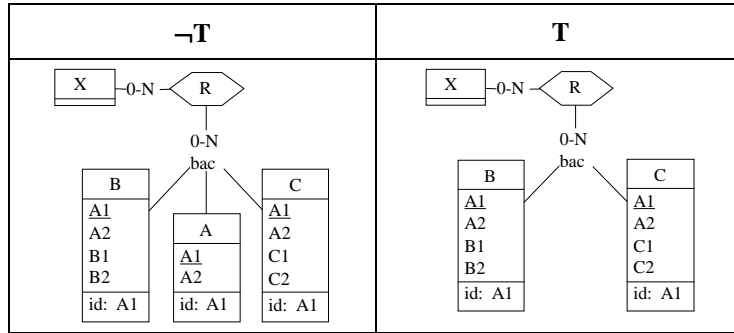 ¬T
T
X 0-N R
0-N
bac
B
A1
A2
B1
B2
id: A1
A
A1
A2
id: A1
C
A1
A2
C1
C2
id: A1
X 0-N R
0-N
bac
B
A1
A2
B1
B2
id: A1
C
A1
A2
C1
C2
id: A1